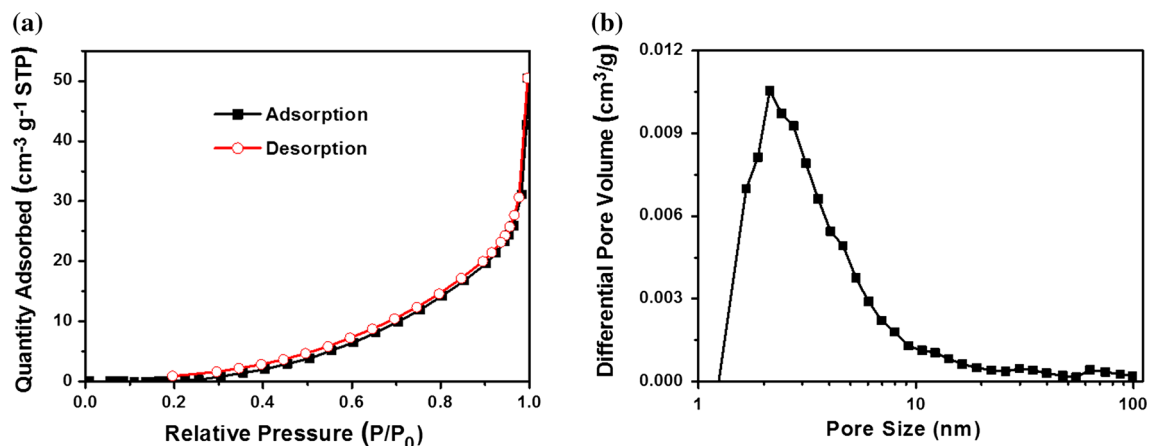 (a)
Quantity Adsorbed (cm-3 g-1 STP)
50
40
30
20
10
0
Adsorption
Desorption
0.0 0.2 0.4 0.6 0.8 1.0
Relative Pressure (P/P0)
(b)
Differential Pore Volume (cm3/g)
0.012
0.009
0.006
0.003
0.000
1 10 100
Pore Size (nm)